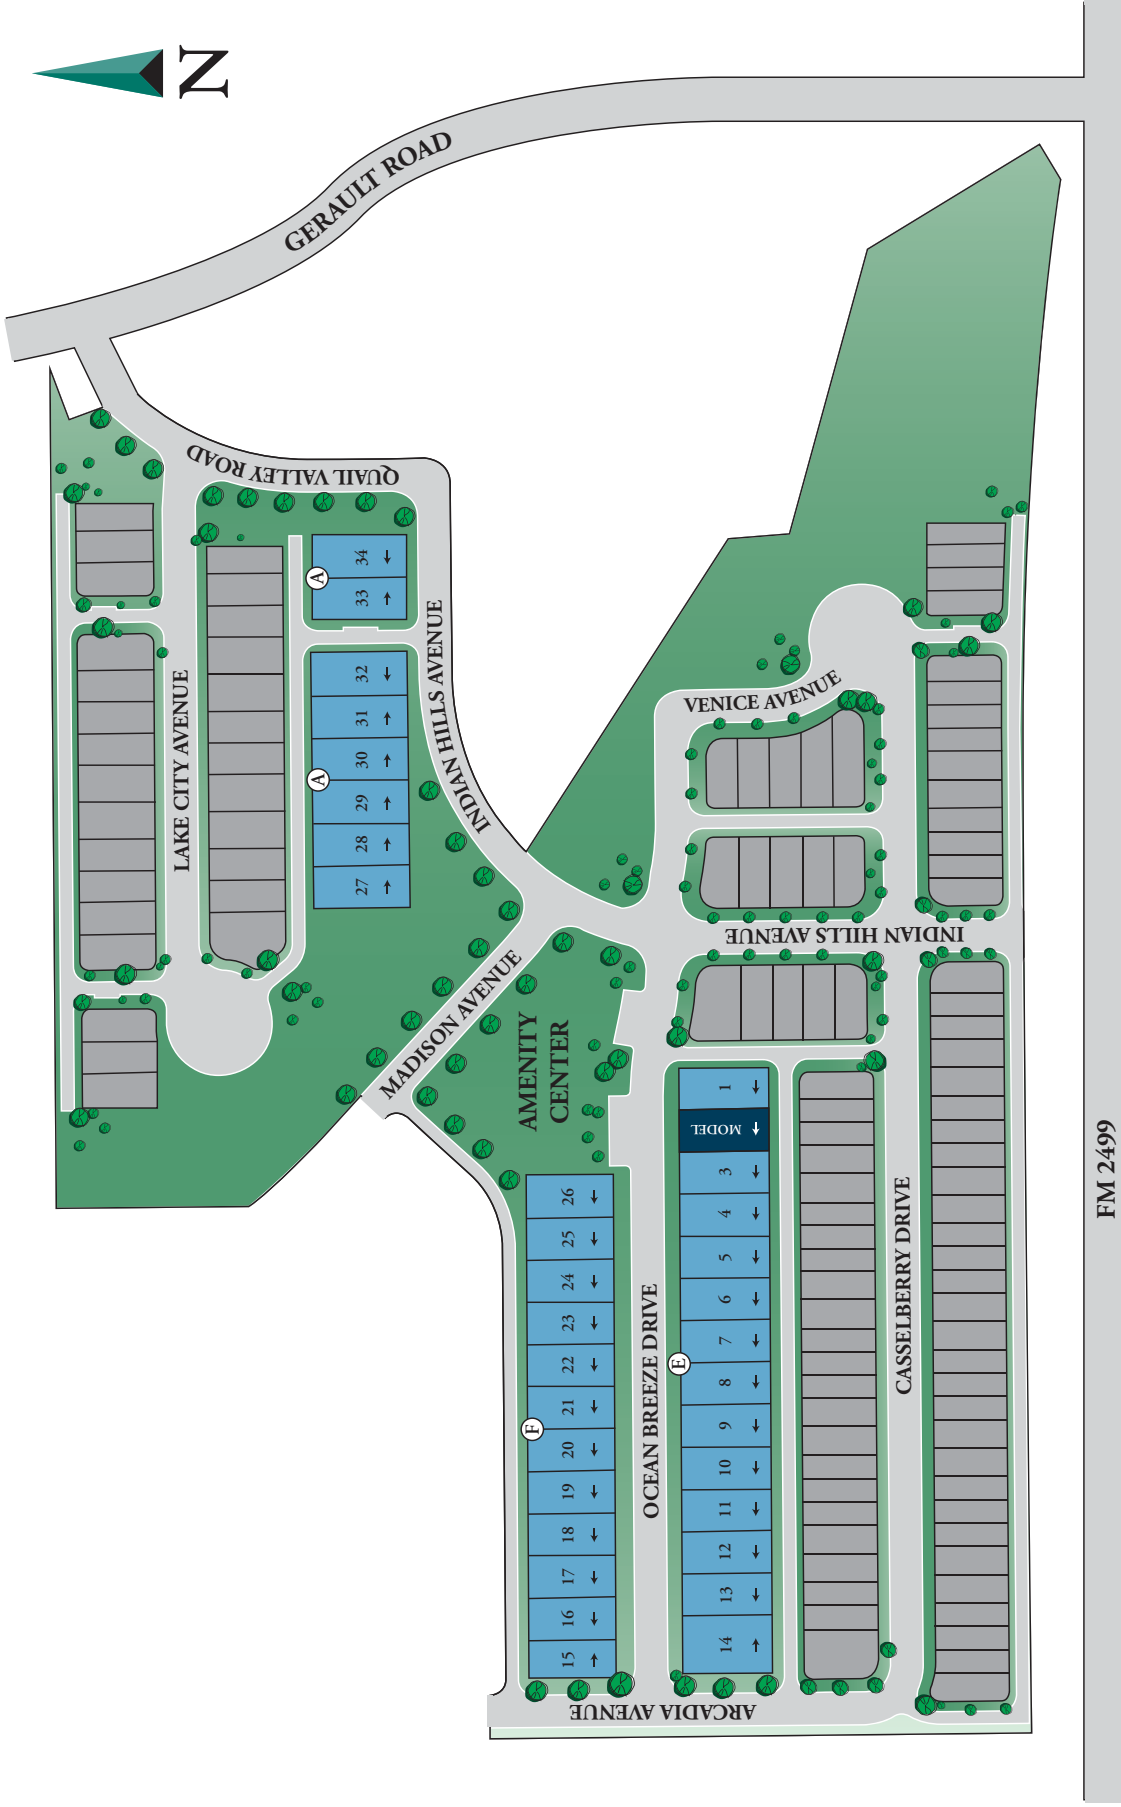 N
GERAULT ROAD
QUAIL VALLEY ROAD
34
33
A
INDIAN HILLS AVENUE
32
31
30
29
28
27
A
LAKE CITY AVENUE
VENICE AVENUE
INDIAN HILLS AVENUE
MADISON AVENUE
AMENITY
CENTER
1
MODEL
3
4
5
6
7
8
9
10
11
12
13
14
E
26
25
24
23
22
21
20
19
18
17
16
15
F
OCEAN BREEZE DRIVE
CASSELBERRY DRIVE
ARCADIA AVENUE
FM 2499